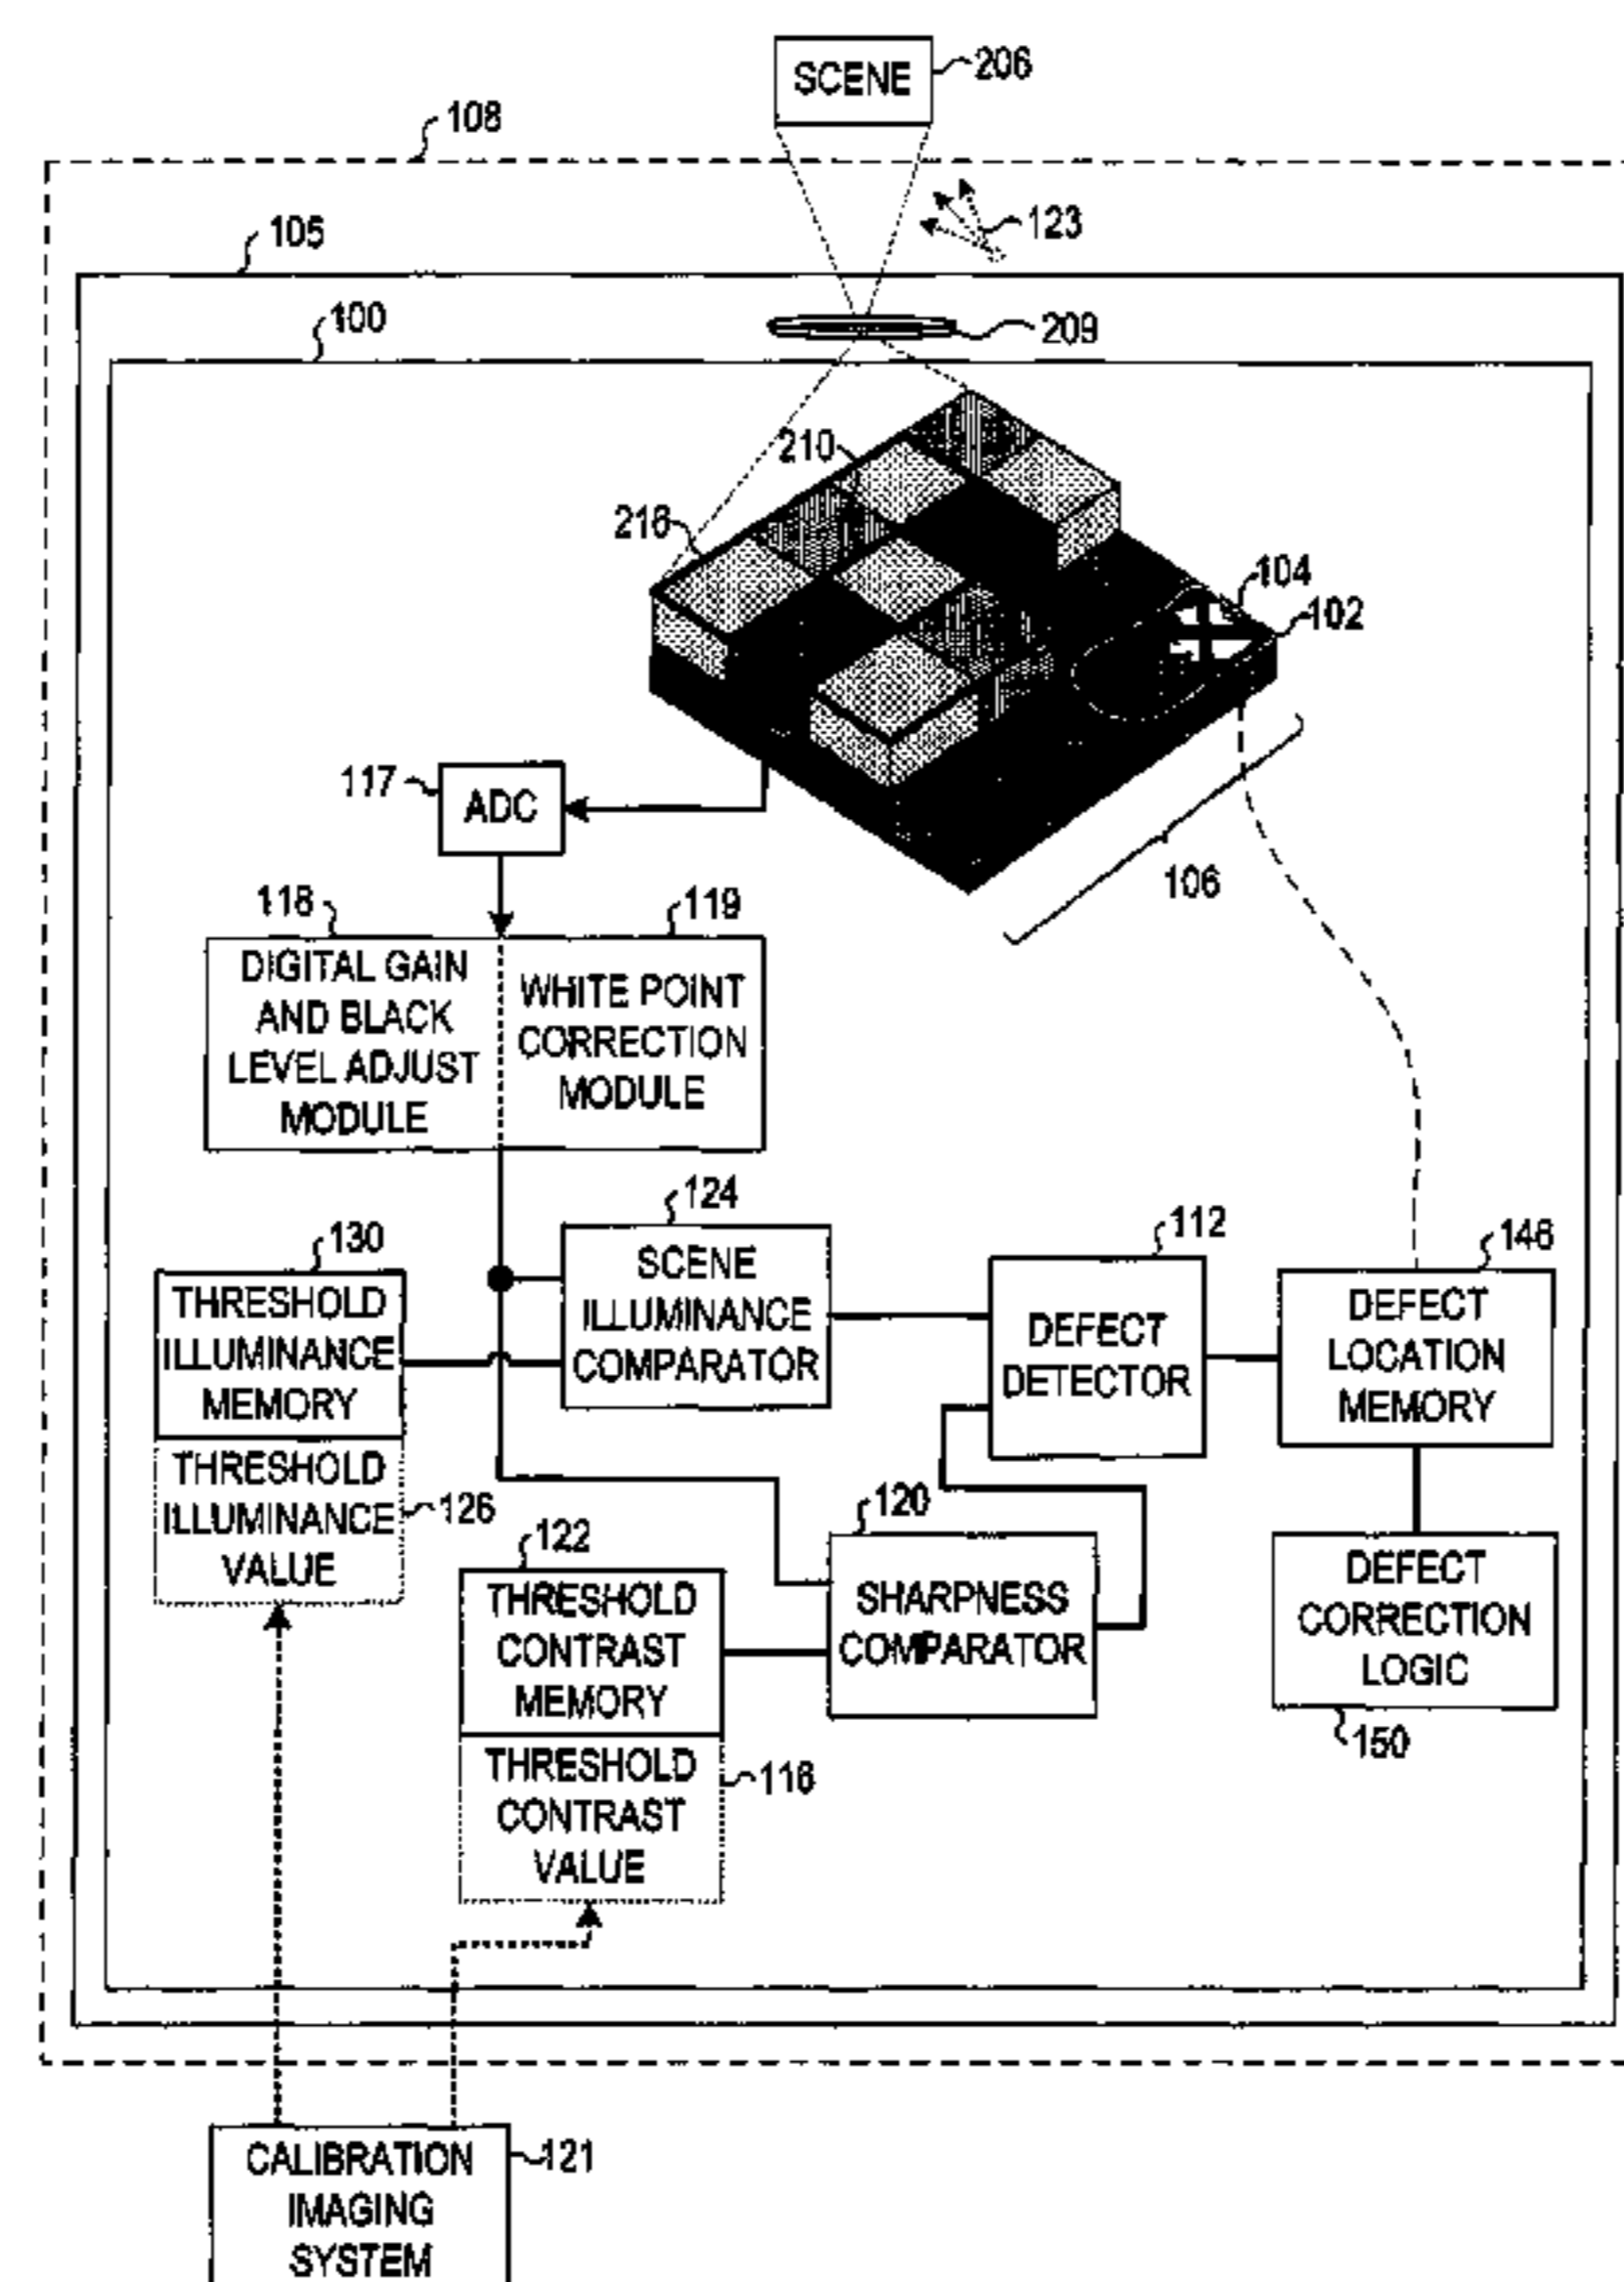 SCENE
206
108
123
105
100
209
210
216
104
102
117
ADC
106
118
119
DIGITAL GAIN
AND BLACK
LEVEL ADJUST
MODULE
WHITE POINT
CORRECTION
MODULE
124
112
130
146
SCENE
ILLUMINANCE
COMPARATOR
THRESHOLD
ILLUMINANCE
MEMORY
DEFECT
DETECTOR
DEFECT
LOCATION
MEMORY
THRESHOLD
ILLUMINANCE
VALUE
126
120
122
THRESHOLD
CONTRAST
MEMORY
SHARPNESS
COMPARATOR
DEFECT
CORRECTION
LOGIC
150
THRESHOLD
CONTRAST
VALUE
116
CALIBRATION
IMAGING
SYSTEM
121